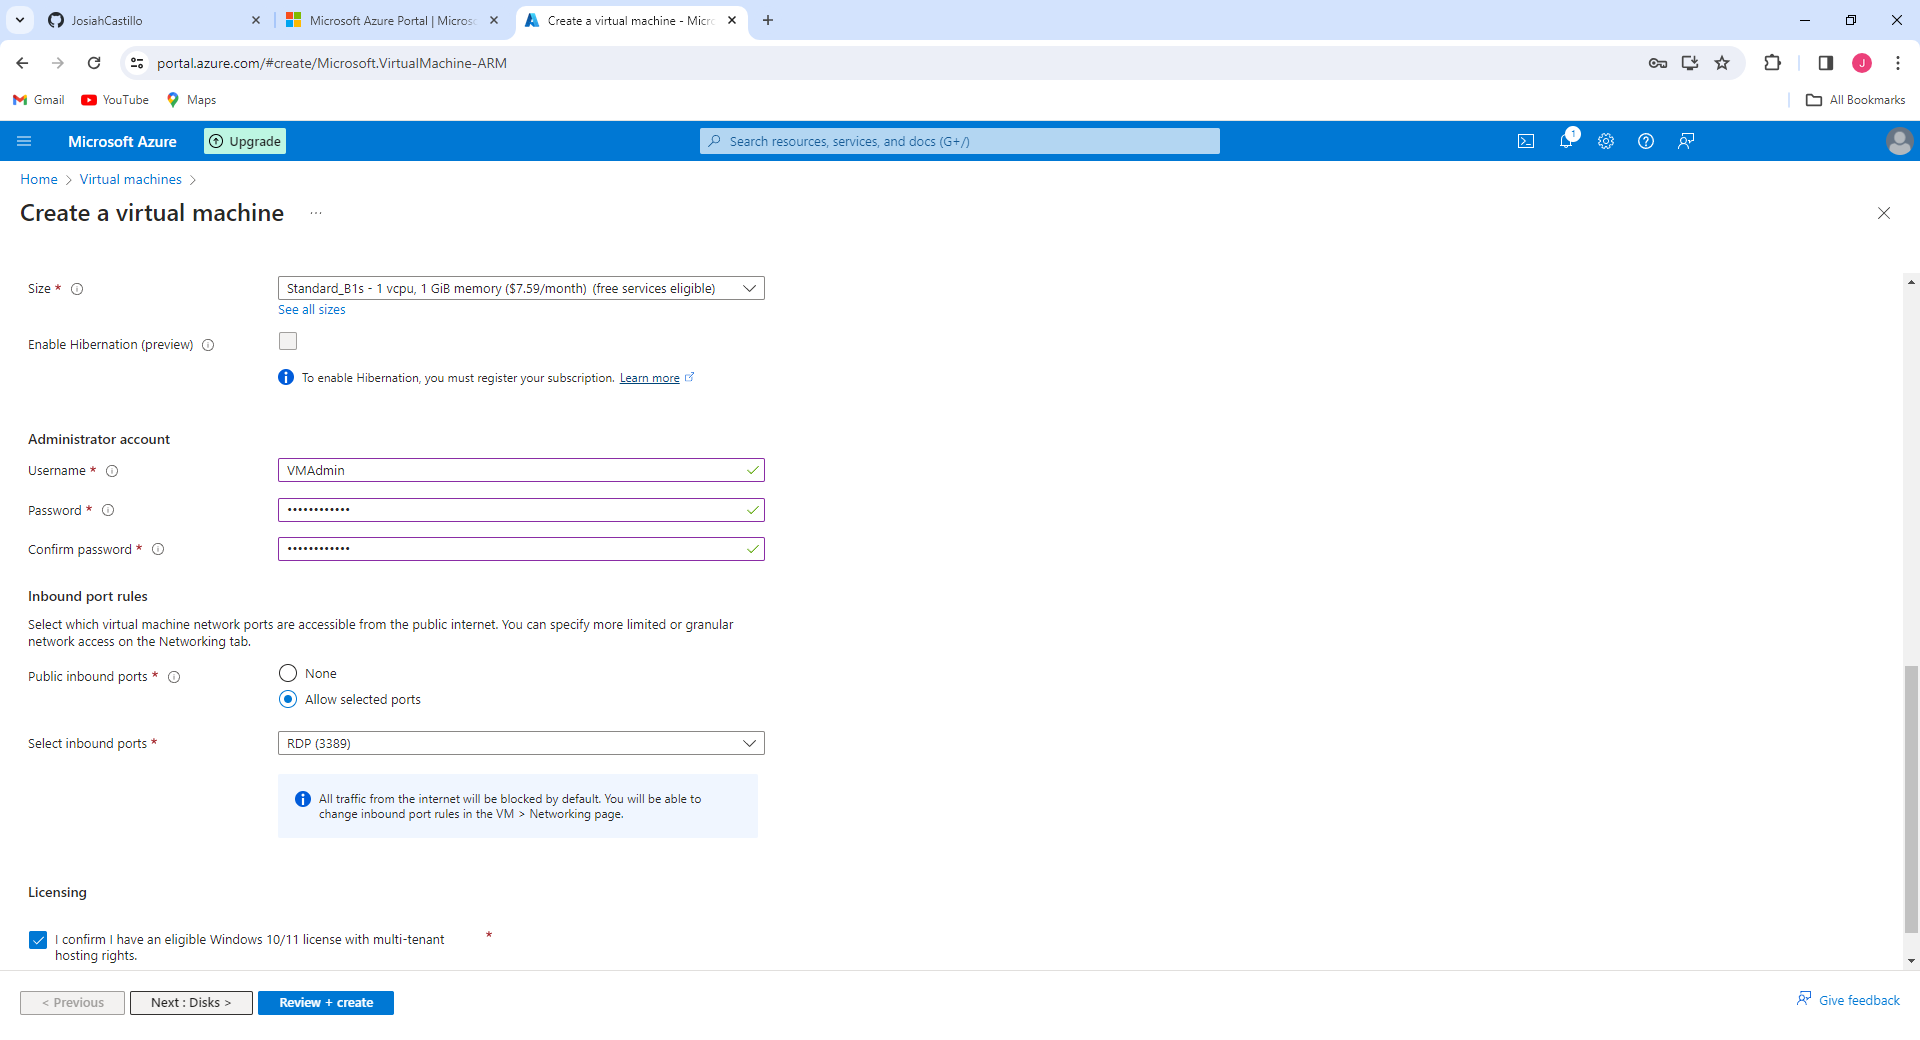 JosiahCastillo
Microsoft Azure Portal | Micros
Create a virtual machine - Micr
portal.azure.com/#create/Microsoft.VirtualMachine-ARM
J
Gmail
YouTube
Maps
All Bookmarks
Microsoft Azure
Upgrade
Search resources, services, and docs (G+/)
1
Home > Virtual machines >
Create a virtual machine ...
Size *
Standard_B1s - 1 vcpu, 1 GiB memory ($7.59/month) (free services eligible)
See all sizes
Enable Hibernation (preview)
To enable Hibernation, you must register your subscription. Learn more
Administrator account
Username *
VMAdmin
Password *
••••••••••••
Confirm password *
••••••••••••
Inbound port rules
Select which virtual machine network ports are accessible from the public internet. You can specify more limited or granular
network access on the Networking tab.
Public inbound ports *
None
Allow selected ports
Select inbound ports *
RDP (3389)
All traffic from the internet will be blocked by default. You will be able to
change inbound port rules in the VM > Networking page.
Licensing
I confirm I have an eligible Windows 10/11 license with multi-tenant *
hosting rights.
< Previous
Next : Disks >
Review + create
Give feedback